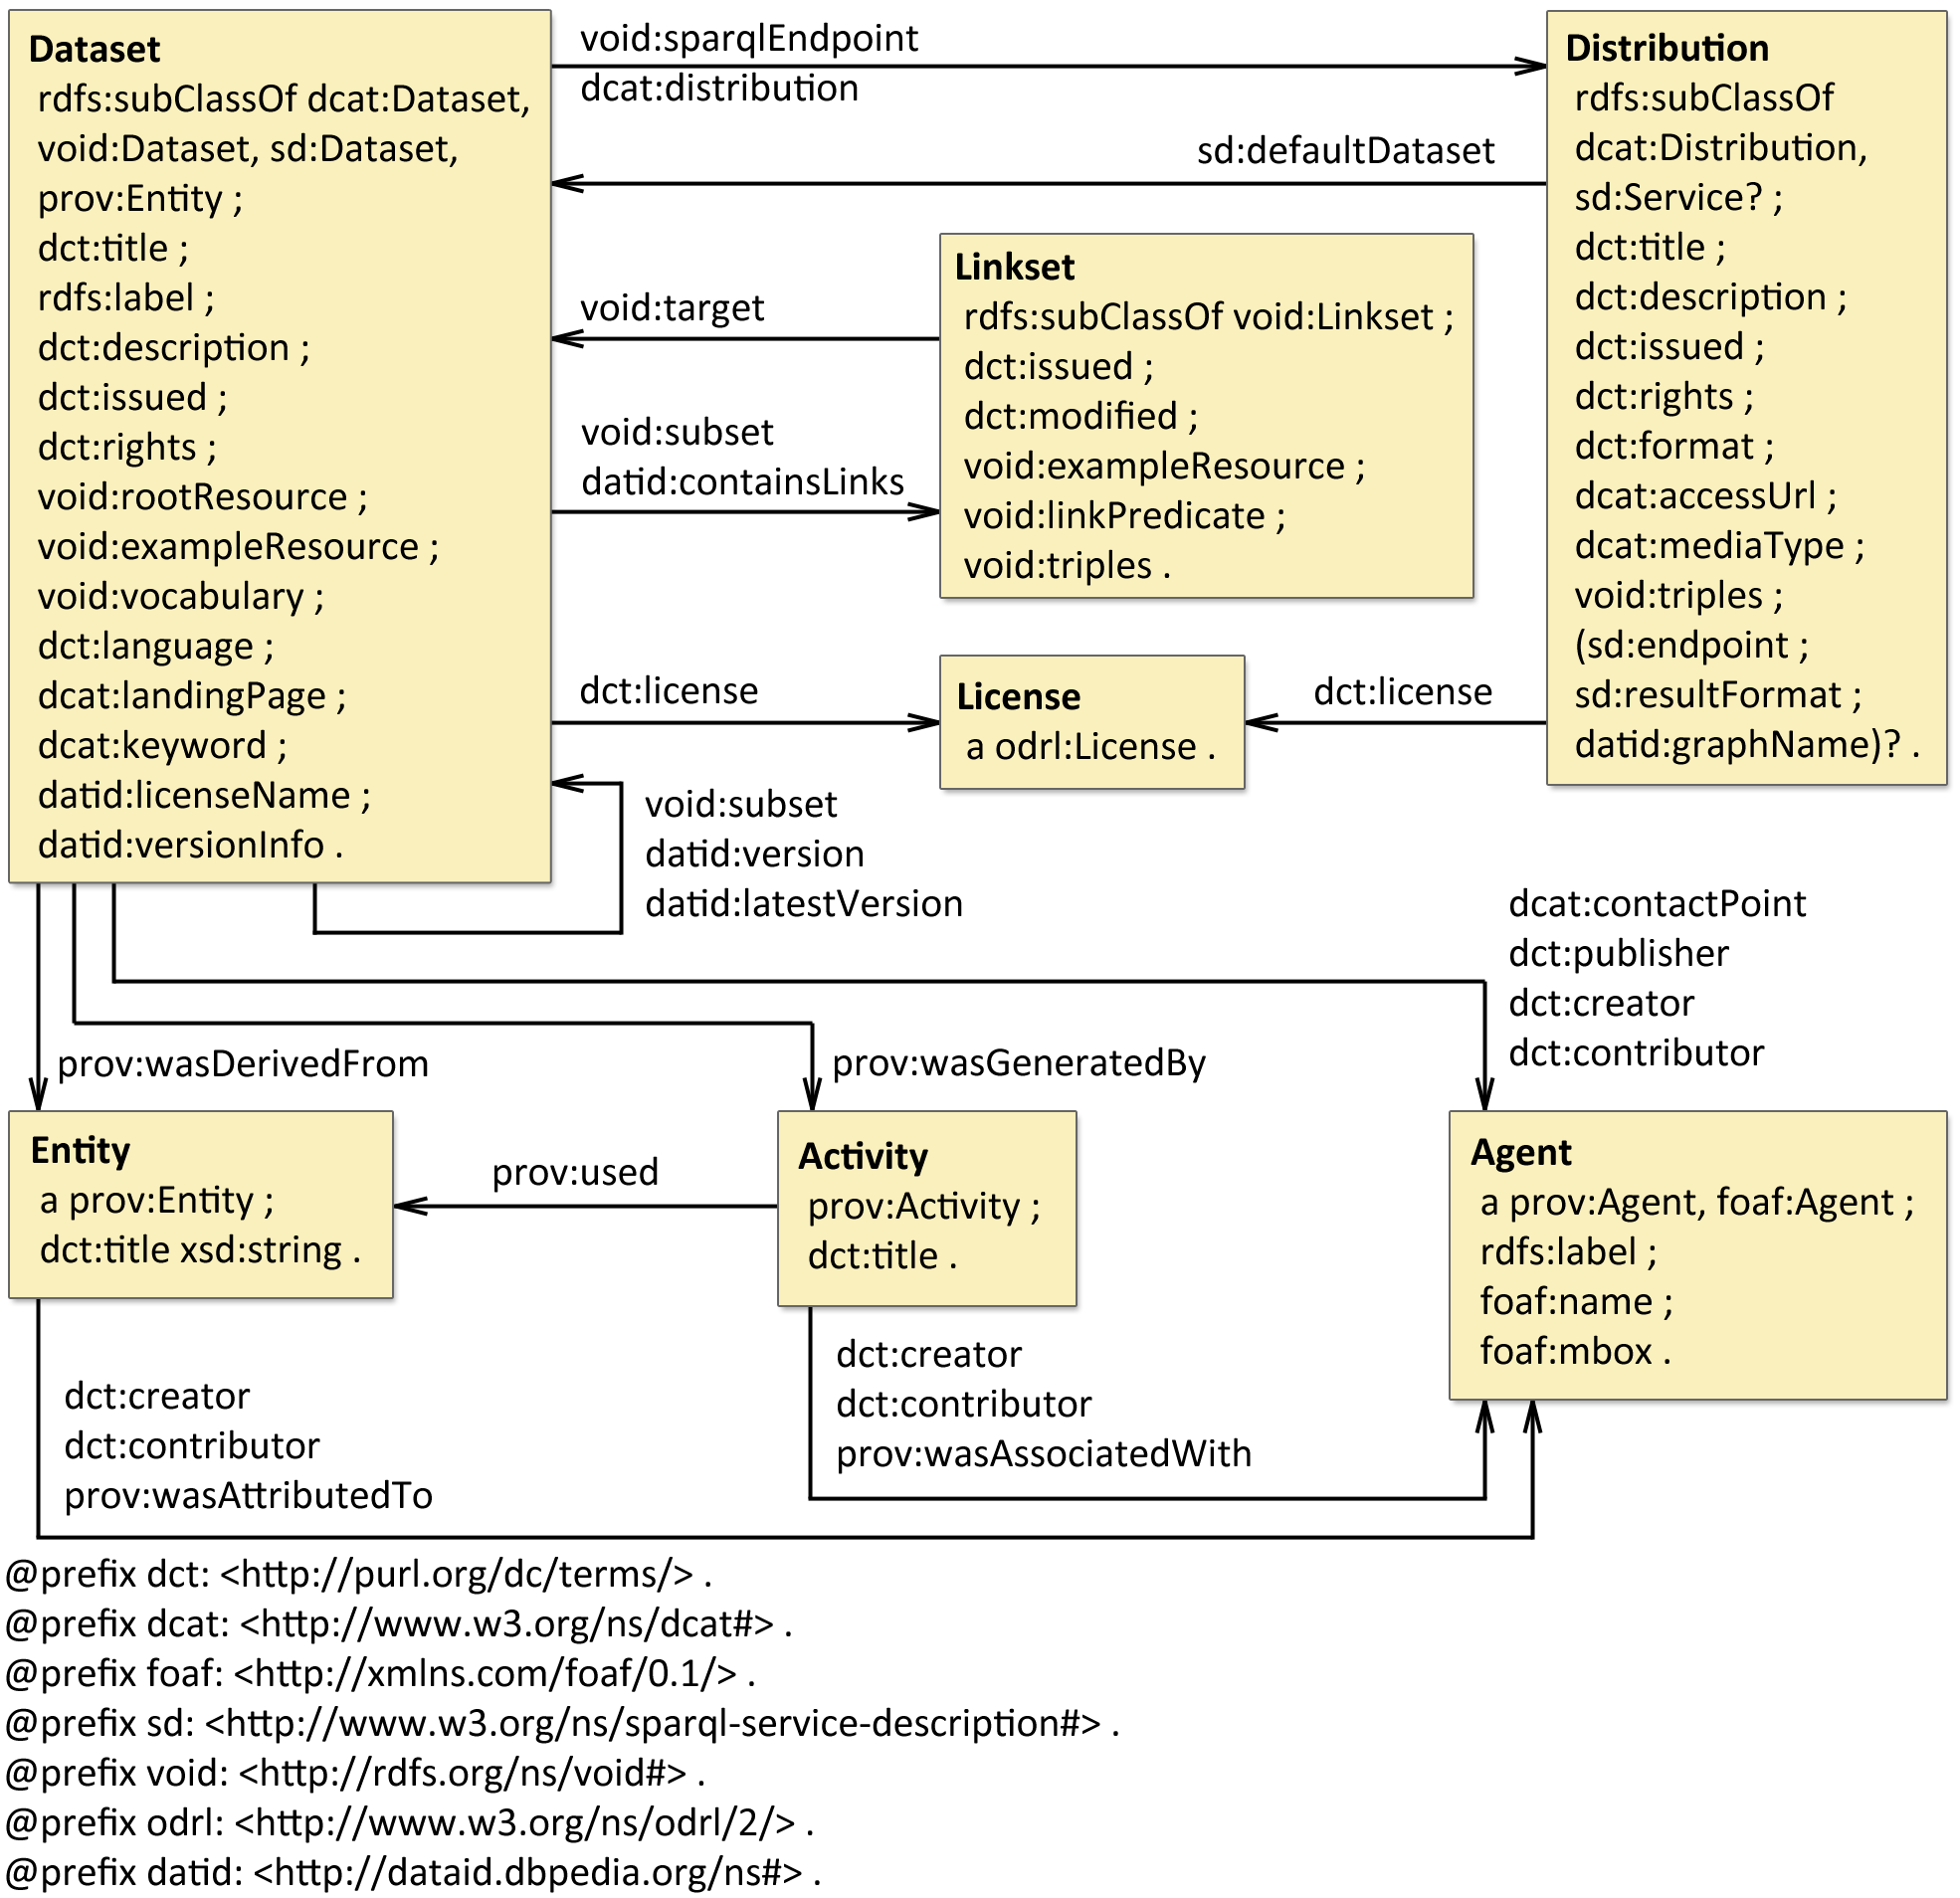 Dataset
rdfs:subClassOf dcat:Dataset,
void:Dataset, sd:Dataset,
prov:Entity ;
dct:title ;
rdfs:label ;
dct:description ;
dct:issued ;
dct:rights ;
void:rootResource ;
void:exampleResource ;
void:vocabulary ;
dct:language ;
dcat:landingPage ;
dcat:keyword ;
datid:licenseName ;
datid:versionInfo .
void:sparqlEndpoint
dcat:distribution
sd:defaultDataset
Distribution
rdfs:subClassOf
dcat:Distribution,
sd:Service? ;
dct:title ;
dct:description ;
dct:issued ;
dct:rights ;
dct:format ;
dcat:accessUrl ;
dcat:mediaType ;
void:triples ;
(sd:endpoint ;
sd:resultFormat ;
datid:graphName)? .
void:target
void:subset
datid:containsLinks
Linkset
rdfs:subClassOf void:Linkset ;
dct:issued ;
dct:modified ;
void:exampleResource ;
void:linkPredicate ;
void:triples .
dct:license
License
a odrl:License .
dct:license
void:subset
datid:version
datid:latestVersion
dcat:contactPoint
dct:publisher
dct:creator
dct:contributor
prov:wasDerivedFrom
prov:wasGeneratedBy
Entity
a prov:Entity ;
dct:title xsd:string .
prov:used
Activity
prov:Activity ;
dct:title .
Agent
a prov:Agent, foaf:Agent ;
rdfs:label ;
foaf:name ;
foaf:mbox .
dct:creator
dct:contributor
prov:wasAttributedTo
dct:creator
dct:contributor
prov:wasAssociatedWith
@prefix dct: <http://purl.org/dc/terms/> .
@prefix dcat: <http://www.w3.org/ns/dcat#> .
@prefix foaf: <http://xmlns.com/foaf/0.1/> .
@prefix sd: <http://www.w3.org/ns/sparql-service-description#> .
@prefix void: <http://rdfs.org/ns/void#> .
@prefix odrl: <http://www.w3.org/ns/odrl/2/> .
@prefix datid: <http://dataid.dbpedia.org/ns#> .